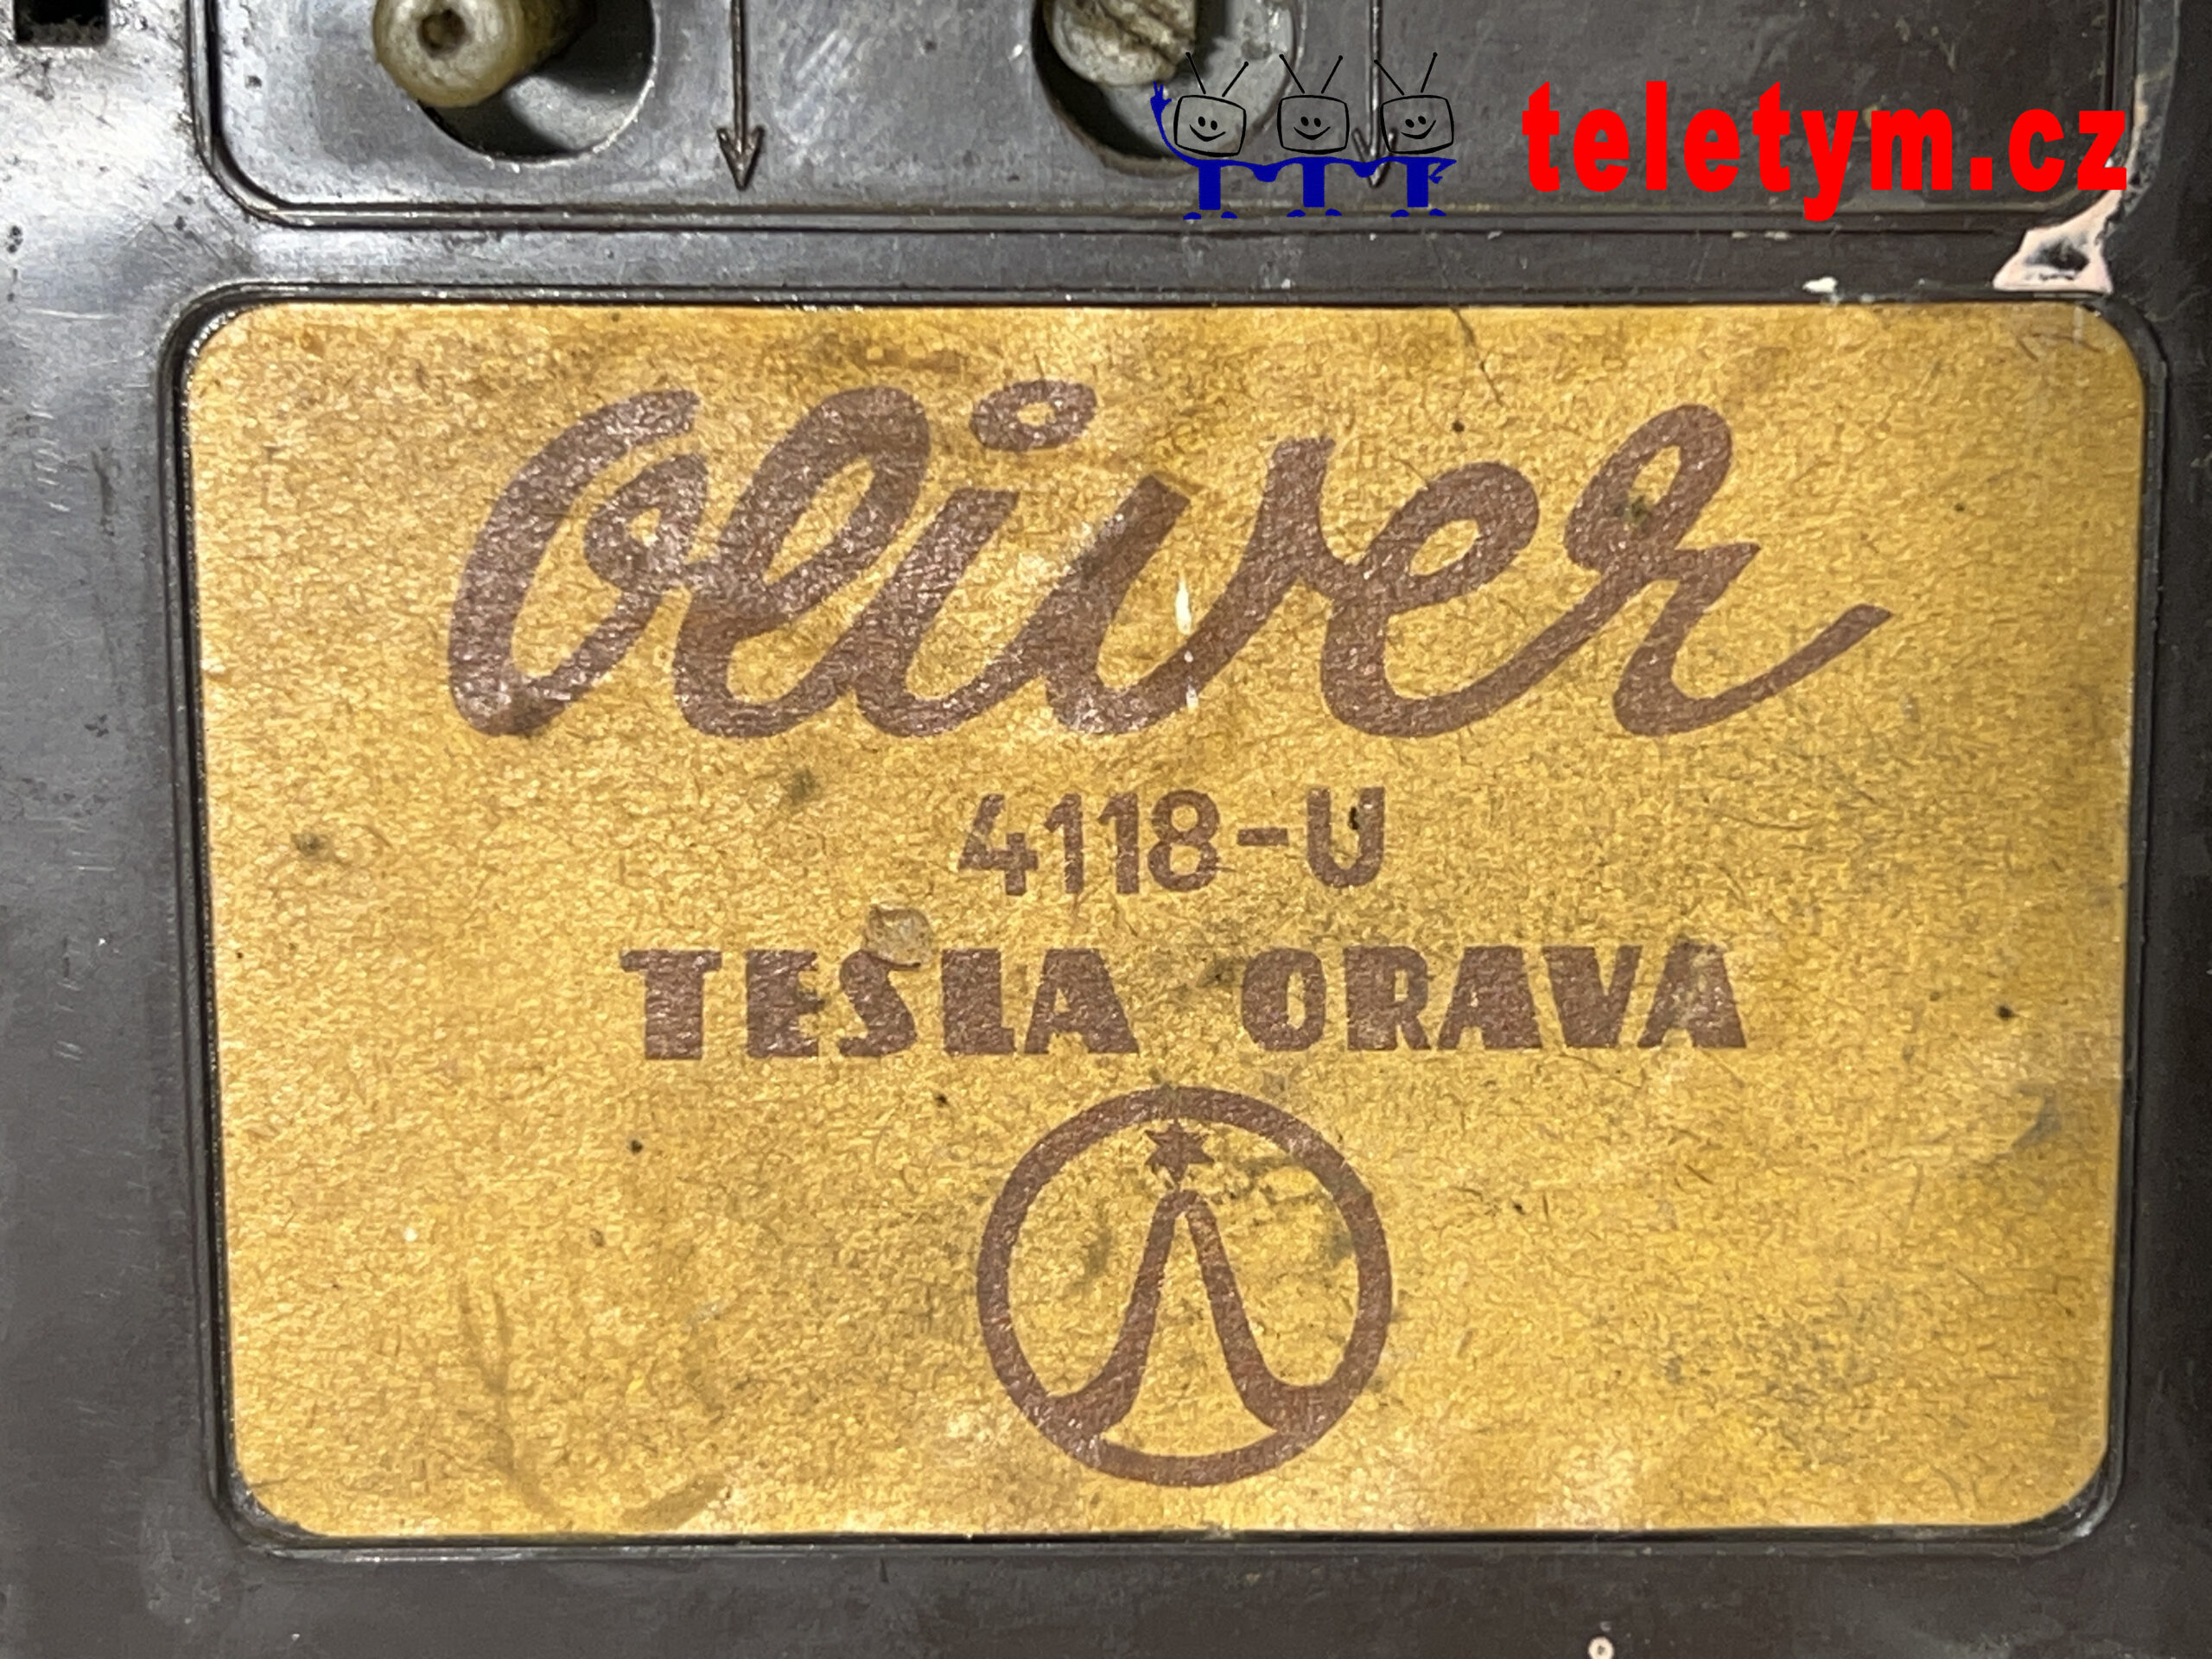 teletym.cz
Oliver
4118-U
TESLA ORAVA